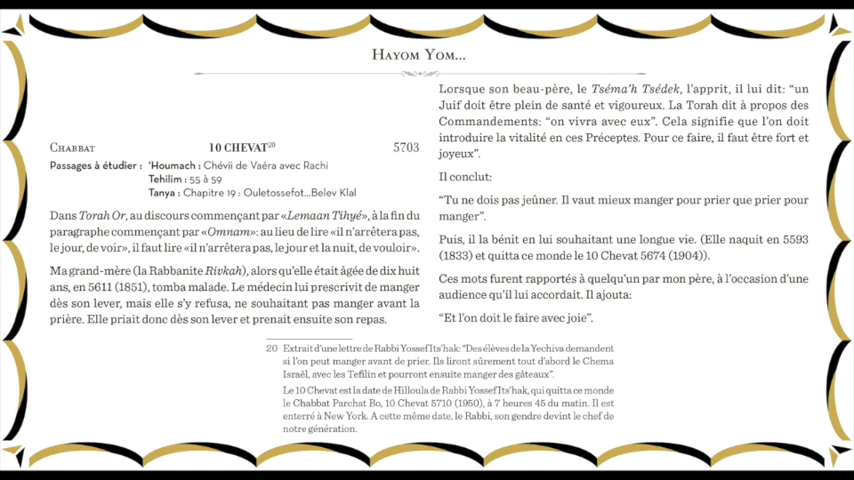 Hayom Yom...
Chabbat 10 CHEVAT20 5703
Passages à étudier : 'Houmach : Chévii de Vaéra avec Rachi
Tehilim : 55 à 59
Tanya : Chapitre 19 : Ouletossefot...Belev Klal
Dans Torah Or, au discours commençant par «Lemaan Tihyé», à la fin du
paragraphe commençant par «Omnam»: au lieu de lire «il n'arrêtera pas,
le jour, de voir», il faut lire «il n'arrêtera pas, le jour et la nuit, de vouloir».
Ma grand-mère (la Rabbanite Rivkah), alors qu'elle était âgée de dix huit
ans, en 5611 (1851), tomba malade. Le médecin lui prescrivit de manger
dès son lever, mais elle s'y refusa, ne souhaitant pas manger avant la
prière. Elle priait donc dès son lever et prenait ensuite son repas.
Lorsque son beau-père, le Tséma'h Tsédek, l'apprit, il lui dit: "un
Juif doit être plein de santé et vigoureux. La Torah dit à propos des
Commandements: "on vivra avec eux". Cela signifie que l'on doit
introduire la vitalité en ces Préceptes. Pour ce faire, il faut être fort et
joyeux".
Il conclut:
"Tu ne dois pas jeûner. Il vaut mieux manger pour prier que prier pour
manger".
Puis, il la bénit en lui souhaitant une longue vie. (Elle naquit en 5593
(1833) et quitta ce monde le 10 Chevat 5674 (1904)).
Ces mots furent rapportés à quelqu'un par mon père, à l'occasion d'une
audience qu'il lui accordait. Il ajouta:
"Et l'on doit le faire avec joie".
20 Extrait d'une lettre de Rabbi Yossef Its'hak: "Des élèves de la Yechiva demandent
si l'on peut manger avant de prier. Ils liront sûrement tout d'abord le Chema
Israël, avec les Tefilin et pourront ensuite manger des gâteaux".
Le 10 Chevat est la date de Hilloula de Rabbi Yossef Its'hak, qui quitta ce monde
le Chabbat Parchat Bo, 10 Chevat 5710 (1950), à 7 heures 45 du matin. Il est
enterré à New York. A cette même date, le Rabbi, son gendre devint le chef de
notre génération.